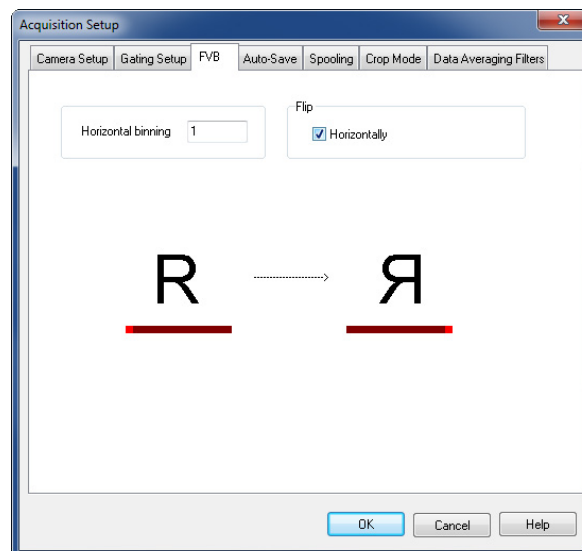 Acquisition Setup
Camera Setup Gating Setup FVB Auto-Save Spooling Crop Mode Data Averaging Filters
Flip
Horizontal binning 1 Horizontally
R Я
OK Cancel Help